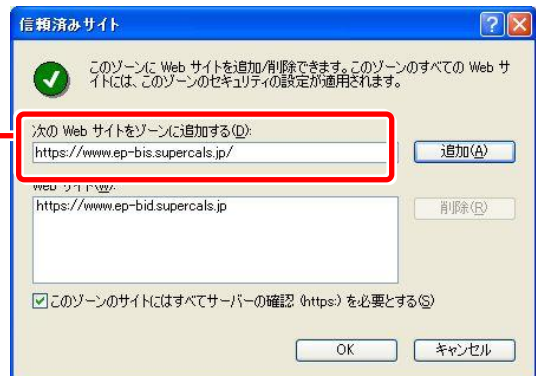 信頼済みサイト
このゾーンに Web サイトを追加/削除できます。このゾーンのすべての Web サ
イトには、このゾーンのセキュリティの設定が適用されます。
次の Web サイトをゾーンに追加する(D):
https://www.ep-bis.supercals.jp/
追加(A)
Web サイト(W):
https://www.ep-bid.supercals.jp
削除(R)
このゾーンのサイトにはすべてサーバーの確認 (https:) を必要とする(S)
OK
キャンセル